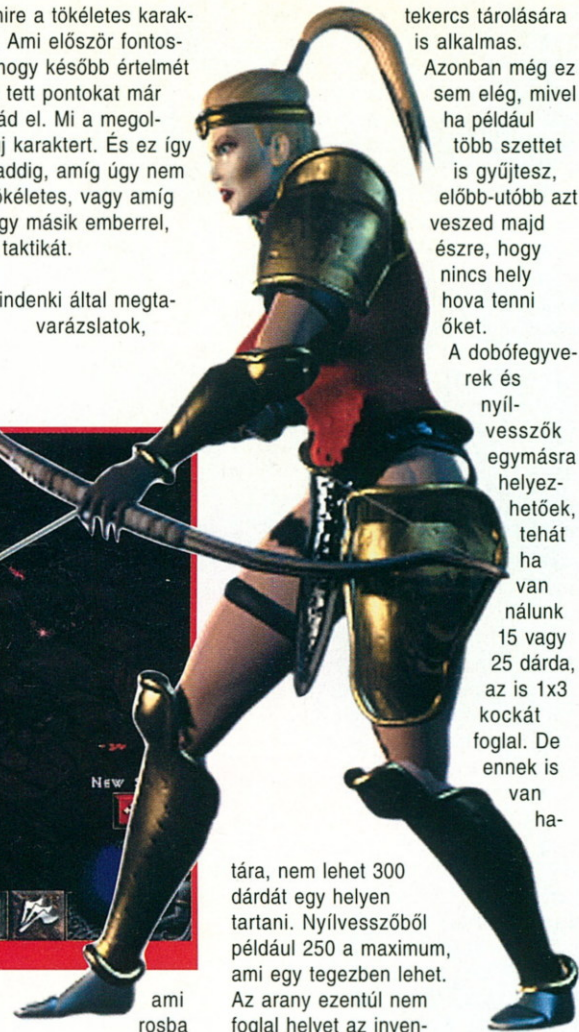 mire a tökéletes karak-
Ami először fontos-
hogy később értelmét
tett pontokat már
ád el. Mi a megol-
j karaktert. És ez így
addig, amíg úgy nem
ökéletes, vagy amíg
gy másik emberrel,
taktikát.
indenki által megta-
varázslatok,
New
ami
rosba
tekercs tárolására
is alkalmas.
Azonban még ez
sem elég, mivel
ha például
több szettet
is gyűjtesz,
előbb-utóbb azt
veszed majd
észre, hogy
nincs hely
hova tenni
őket.
A dobófegyve-
rek és
nyíl-
vesszők
egymásra
helyez-
hetőek,
tehát
ha
van
nálunk
15 vagy
25 dárda,
az is 1x3
kockát
foglal. De
ennek is
van
ha-
tára, nem lehet 300
dárdát egy helyen
tartani. Nyílvesszőből
például 250 a maximum,
ami egy tegezben lehet.
Az arany ezentúl nem
foglal helyet az inven-